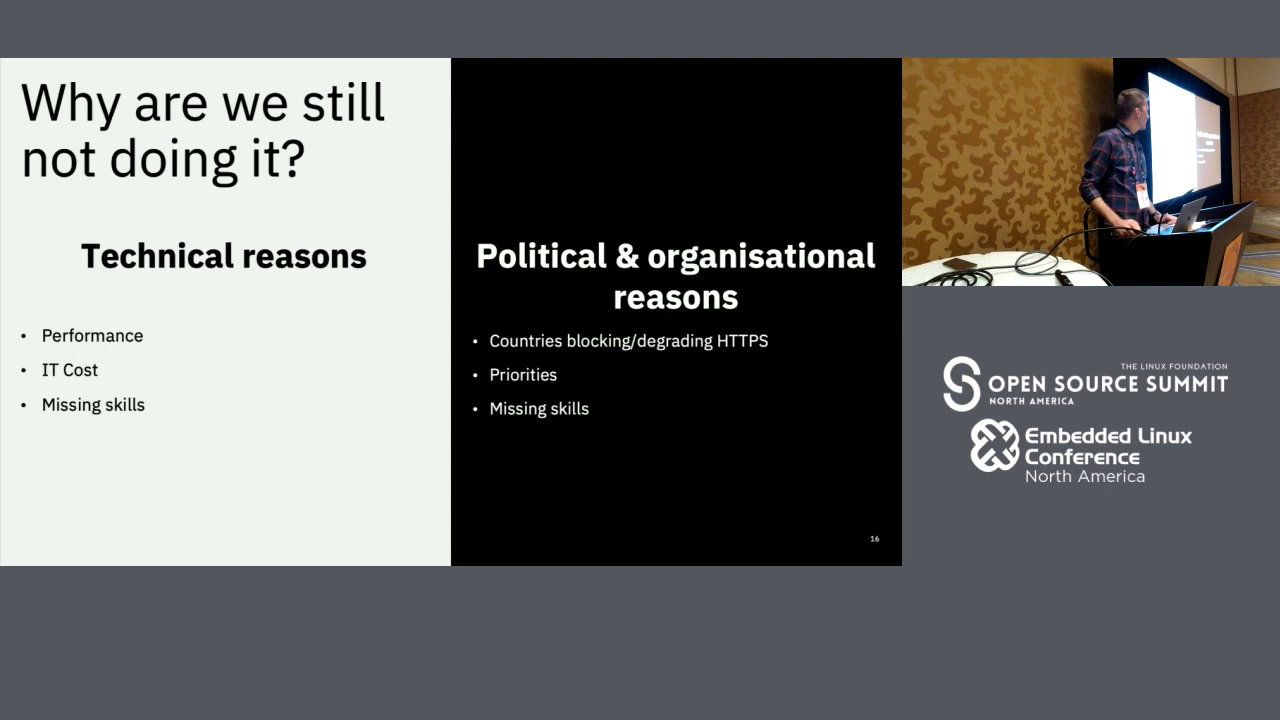 Why are we still
not doing it?
Technical reasons
• Performance
• IT Cost
• Missing skills
Political & organisational
reasons
• Countries blocking/degrading HTTPS
• Priorities
• Missing skills
16
THE LINUX FOUNDATION
OPEN SOURCE SUMMIT
NORTH AMERICA
Embedded Linux
Conference
North America